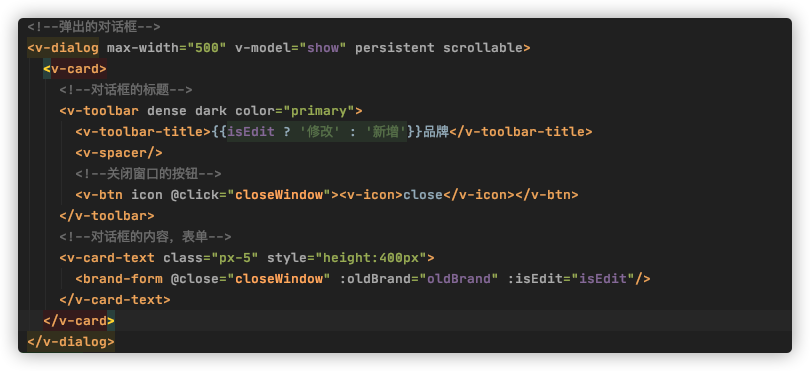 <!--弹出的对话框-->
<v-dialog max-width="500" v-model="show" persistent scrollable>
<v-card>
<!--对话框的标题-->
<v-toolbar dense dark color="primary">
<v-toolbar-title>{{isEdit ? '修改' : '新增'}}品牌</v-toolbar-title>
<v-spacer/>
<!--关闭窗口的按钮-->
<v-btn icon @click="closeWindow"><v-icon>close</v-icon></v-btn>
</v-toolbar>
<!--对话框的内容，表单-->
<v-card-text class="px-5" style="height:400px">
<brand-form @close="closeWindow" :oldBrand="oldBrand" :isEdit="isEdit"/>
</v-card-text>
</v-card>
</v-dialog>